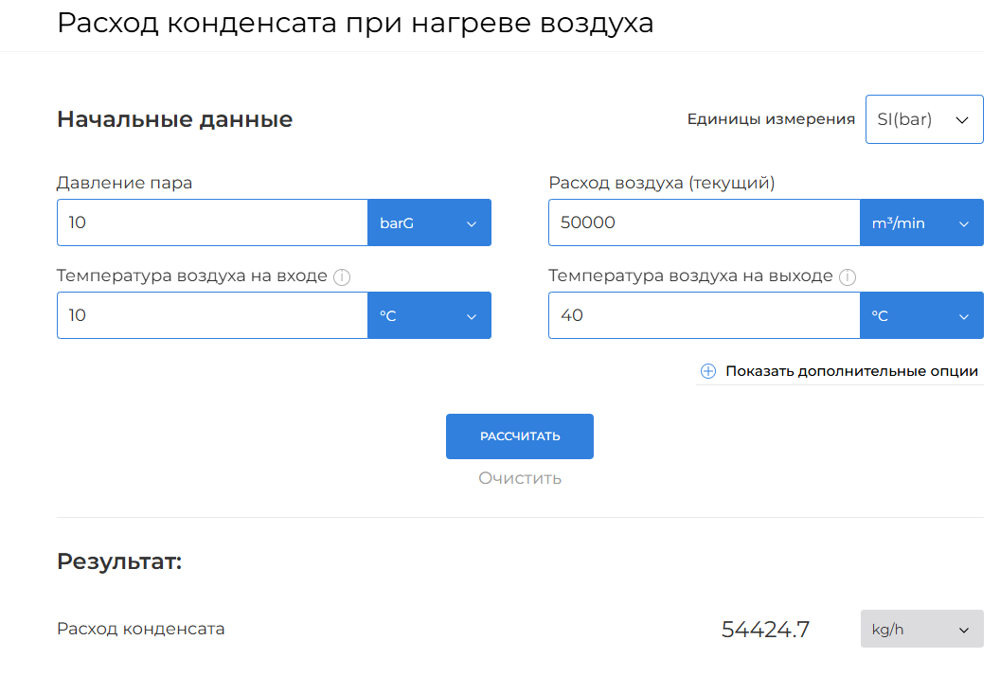 Расход конденсата при нагреве воздуха
Начальные данные
Единицы измерения SI(bar)
Давление пара Расход воздуха (текущий)
10 barG 50000 m³/min
Температура воздуха на входе Температура воздуха на выходе
10 °C 40 °C
Показать дополнительные опции
РАССЧИТАТЬ
Очистить
Результат:
Расход конденсата 54424.7 kg/h